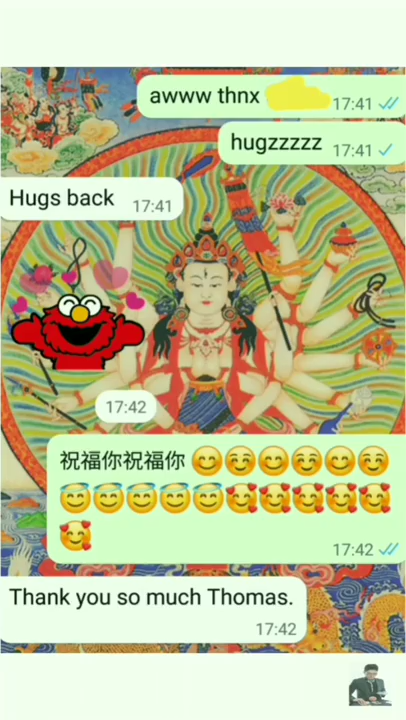 awww thnx
17:41
hugzzzzz
17:41
Hugs back
17:41
17:42
祝福你祝福你 😊☺️😊☺️😊☺️
😇😇😇😇😇🥰🥰🥰🥰🥰
🥰
17:42
Thank you so much Thomas.
17:42